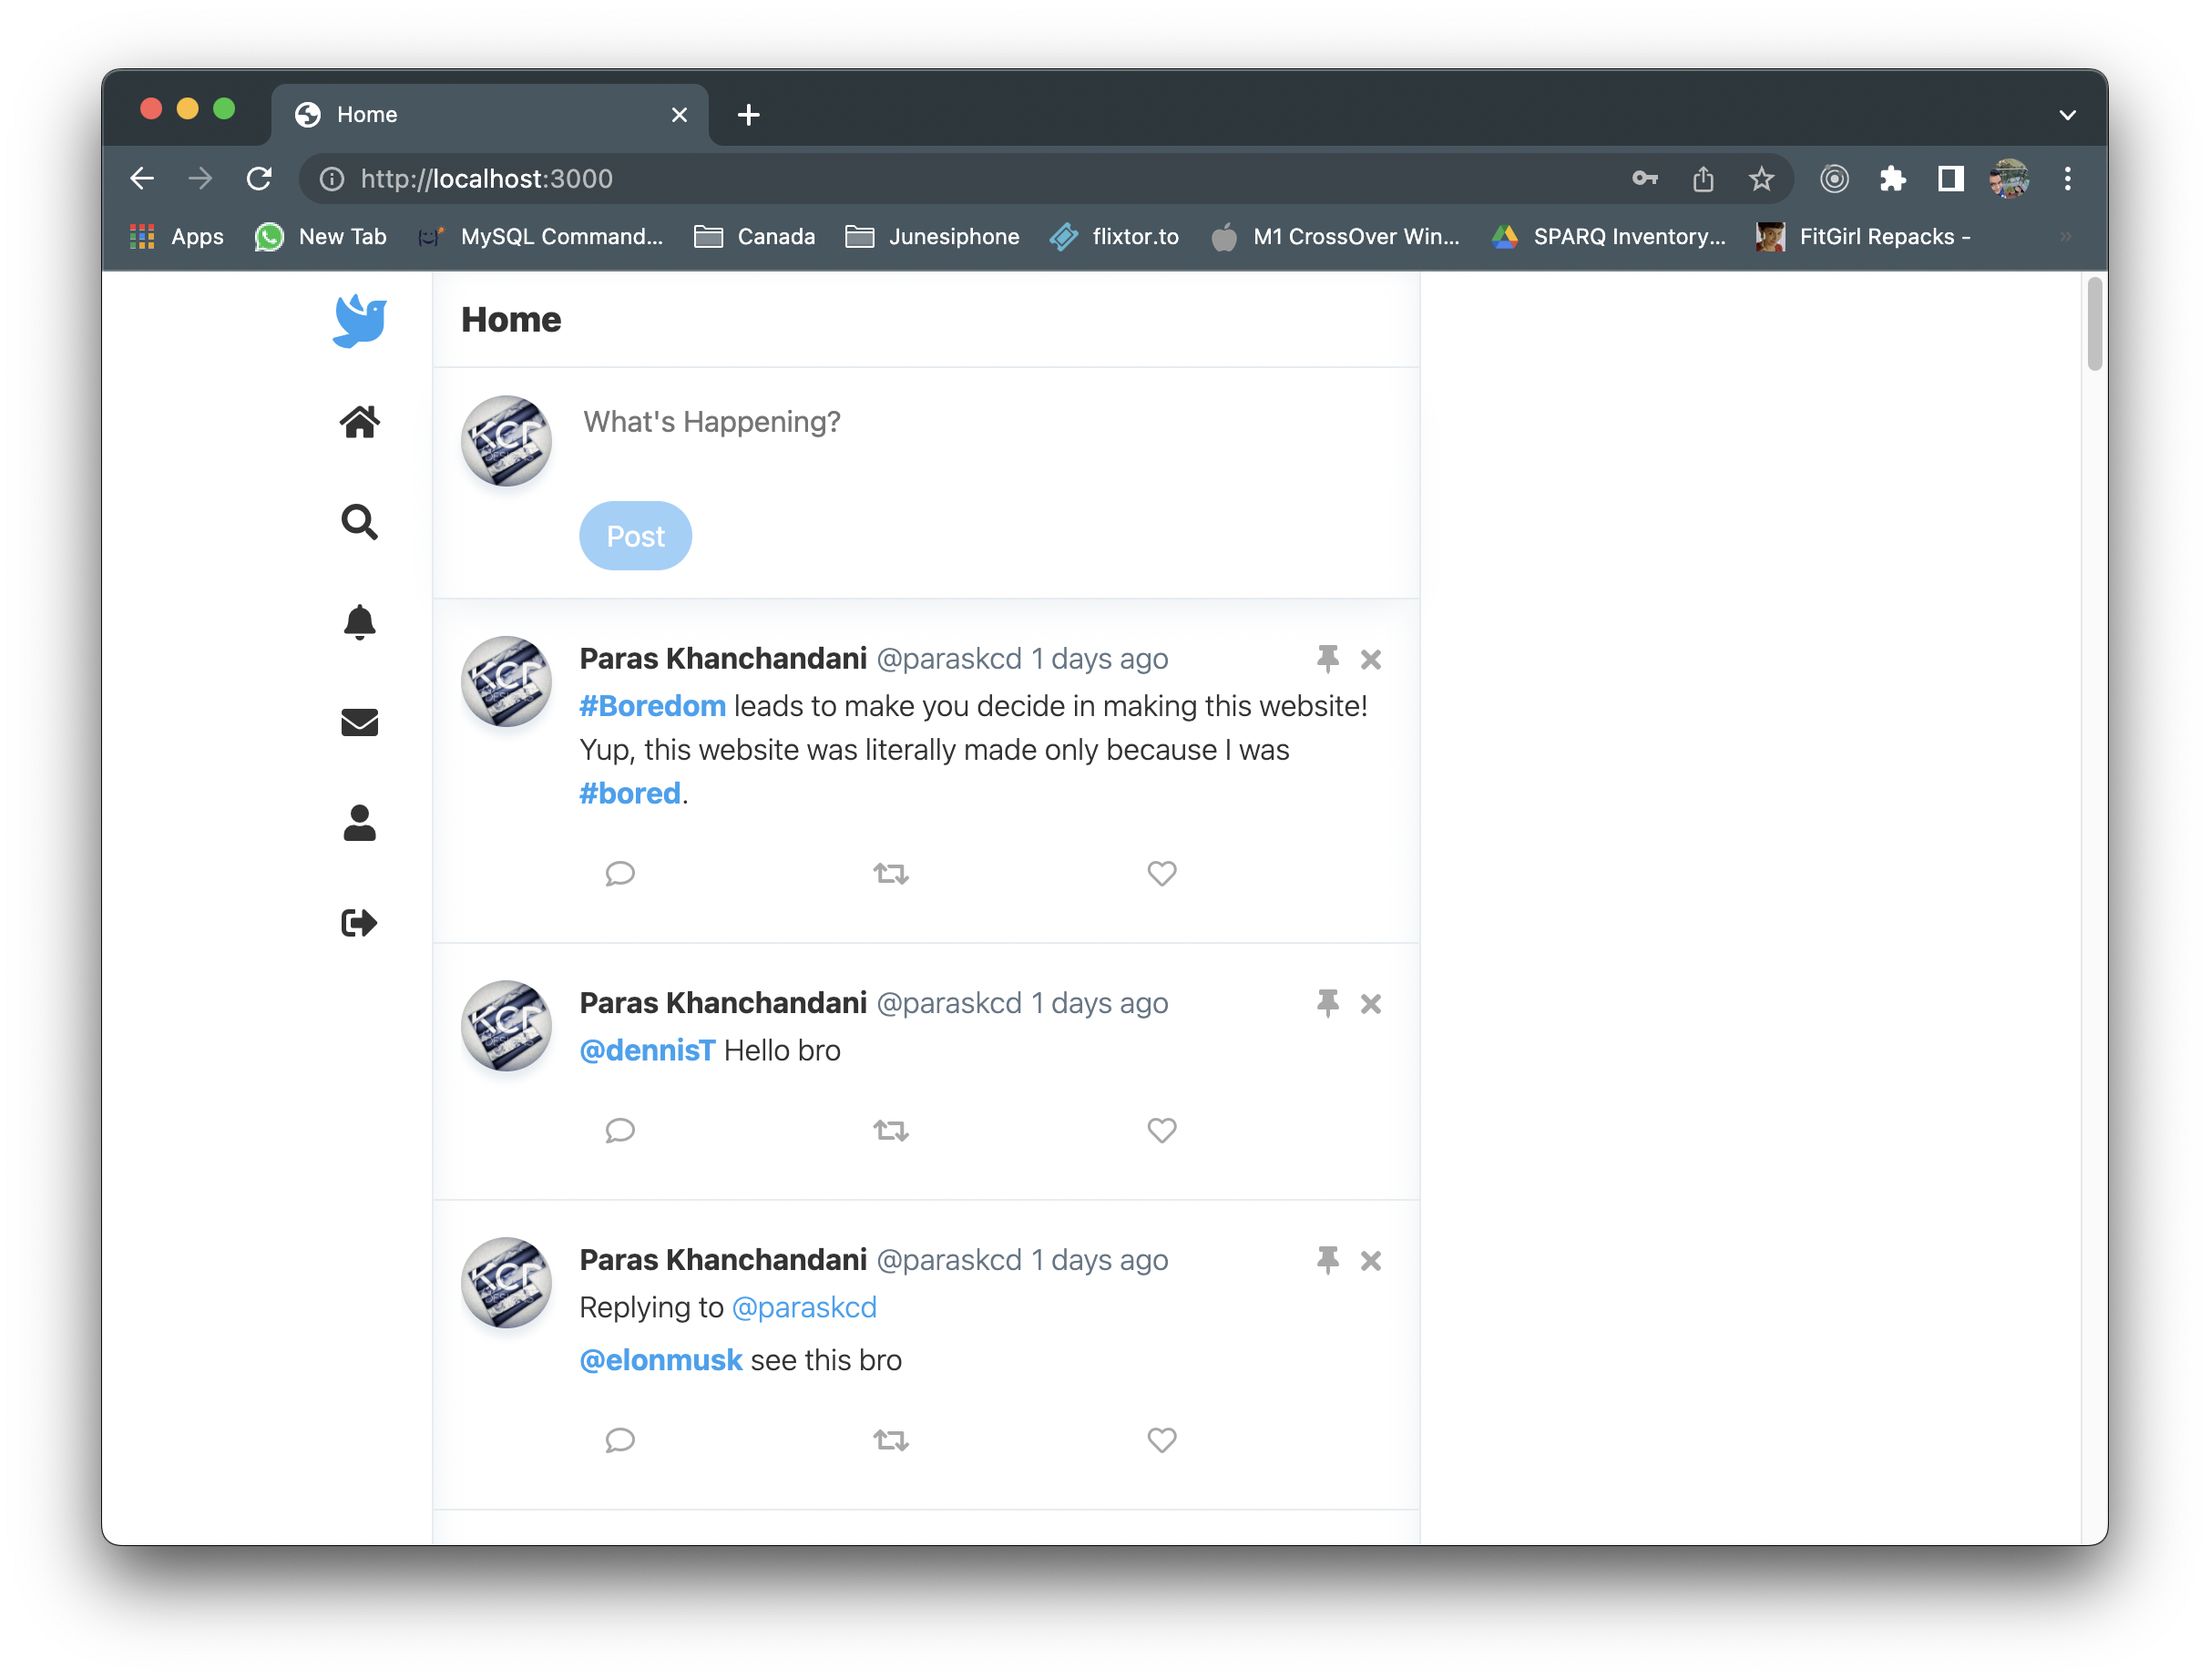 Home
http://localhost:3000
Apps New Tab MySQL Command... Canada Junesiphone flixtor.to M1 CrossOver Win... SPARQ Inventory... FitGirl Repacks -
Home
What's Happening?
Post
Paras Khanchandani @paraskcd 1 days ago
#Boredom leads to make you decide in making this website!
Yup, this website was literally made only because I was
#bored.
Paras Khanchandani @paraskcd 1 days ago
@dennisT Hello bro
Paras Khanchandani @paraskcd 1 days ago
Replying to @paraskcd
@elonmusk see this bro